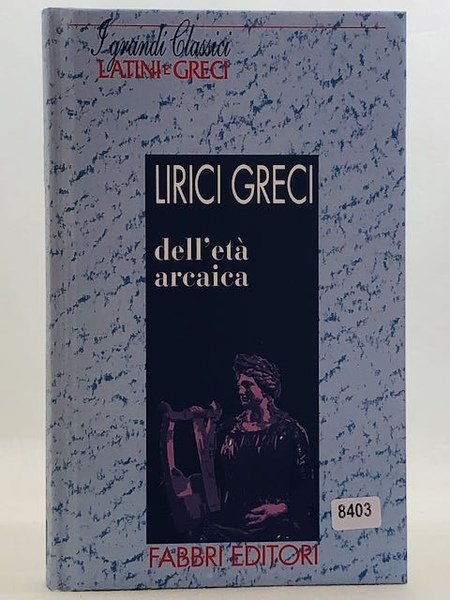 I grandi Classici
LATINI E GRECI
LIRICI GRECI
dell'età
arcaica
8403
FABBRI EDITORI